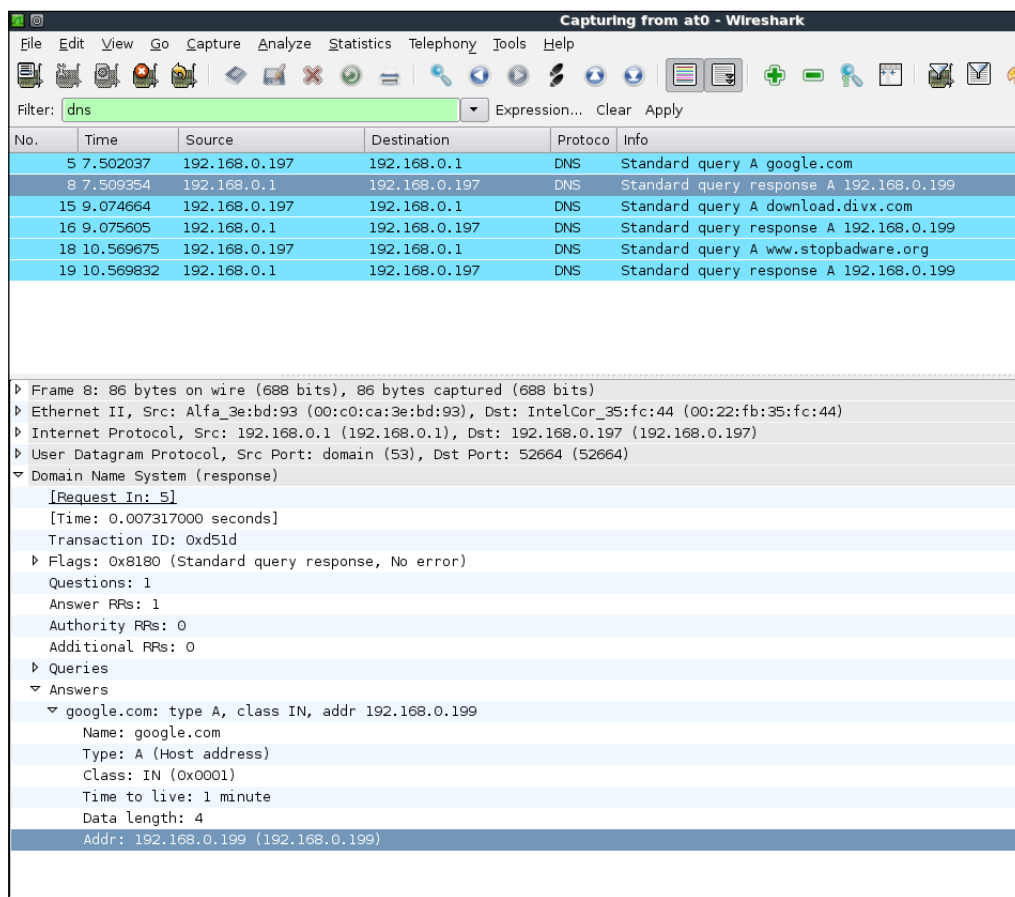 Capturing from at0 - Wireshark
File Edit View Go Capture Analyze Statistics Telephony Tools Help
Filter: dns Expression... Clear Apply
No. Time Source Destination Protoco Info
5 7.502037 192.168.0.197 192.168.0.1 DNS Standard query A google.com
8 7.509354 192.168.0.1 192.168.0.197 DNS Standard query response A 192.168.0.199
15 9.074664 192.168.0.197 192.168.0.1 DNS Standard query A download.divx.com
16 9.075605 192.168.0.1 192.168.0.197 DNS Standard query response A 192.168.0.199
18 10.569675 192.168.0.197 192.168.0.1 DNS Standard query A www.stopbadware.org
19 10.569832 192.168.0.1 192.168.0.197 DNS Standard query response A 192.168.0.199
Frame 8: 86 bytes on wire (688 bits), 86 bytes captured (688 bits)
Ethernet II, Src: Alfa_3e:bd:93 (00:c0:ca:3e:bd:93), Dst: IntelCor_35:fc:44 (00:22:fb:35:fc:44)
Internet Protocol, Src: 192.168.0.1 (192.168.0.1), Dst: 192.168.0.197 (192.168.0.197)
User Datagram Protocol, Src Port: domain (53), Dst Port: 52664 (52664)
Domain Name System (response)
[Request In: 5]
[Time: 0.007317000 seconds]
Transaction ID: 0xd51d
Flags: 0x8180 (Standard query response, No error)
Questions: 1
Answer RRs: 1
Authority RRs: 0
Additional RRs: 0
Queries
Answers
google.com: type A, class IN, addr 192.168.0.199
Name: google.com
Type: A (Host address)
Class: IN (0x0001)
Time to live: 1 minute
Data length: 4
Addr: 192.168.0.199 (192.168.0.199)